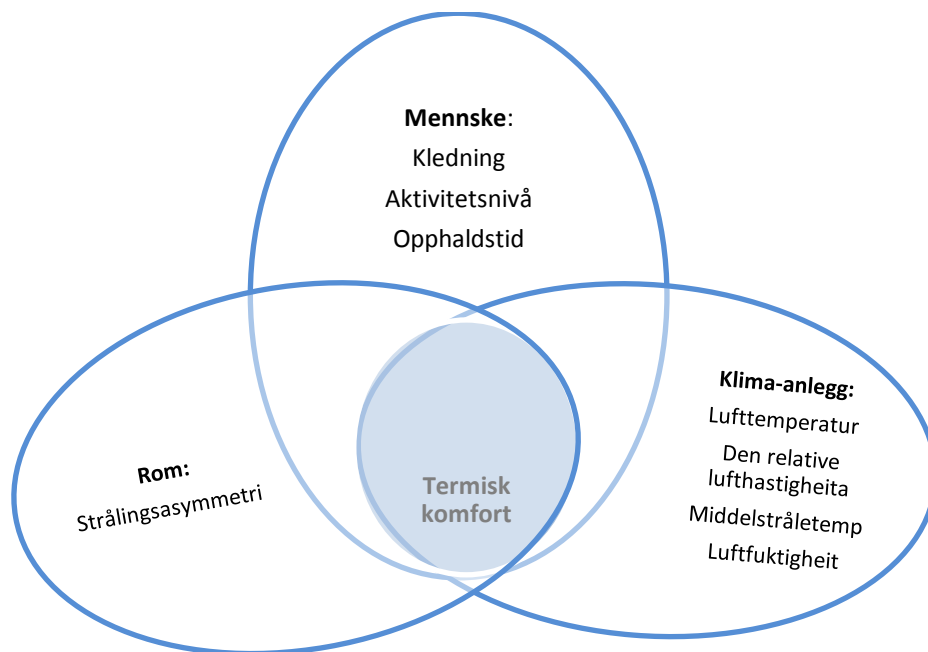 Mennske:
Kledning
Aktivitetsnivå
Opphaldstid
Rom:
Strålingsasymmetri
Termisk
komfort
Klima-anlegg:
Lufttemperatur
Den relative
lufthastigheita
Middelstråletemp
Luftfuktigheit